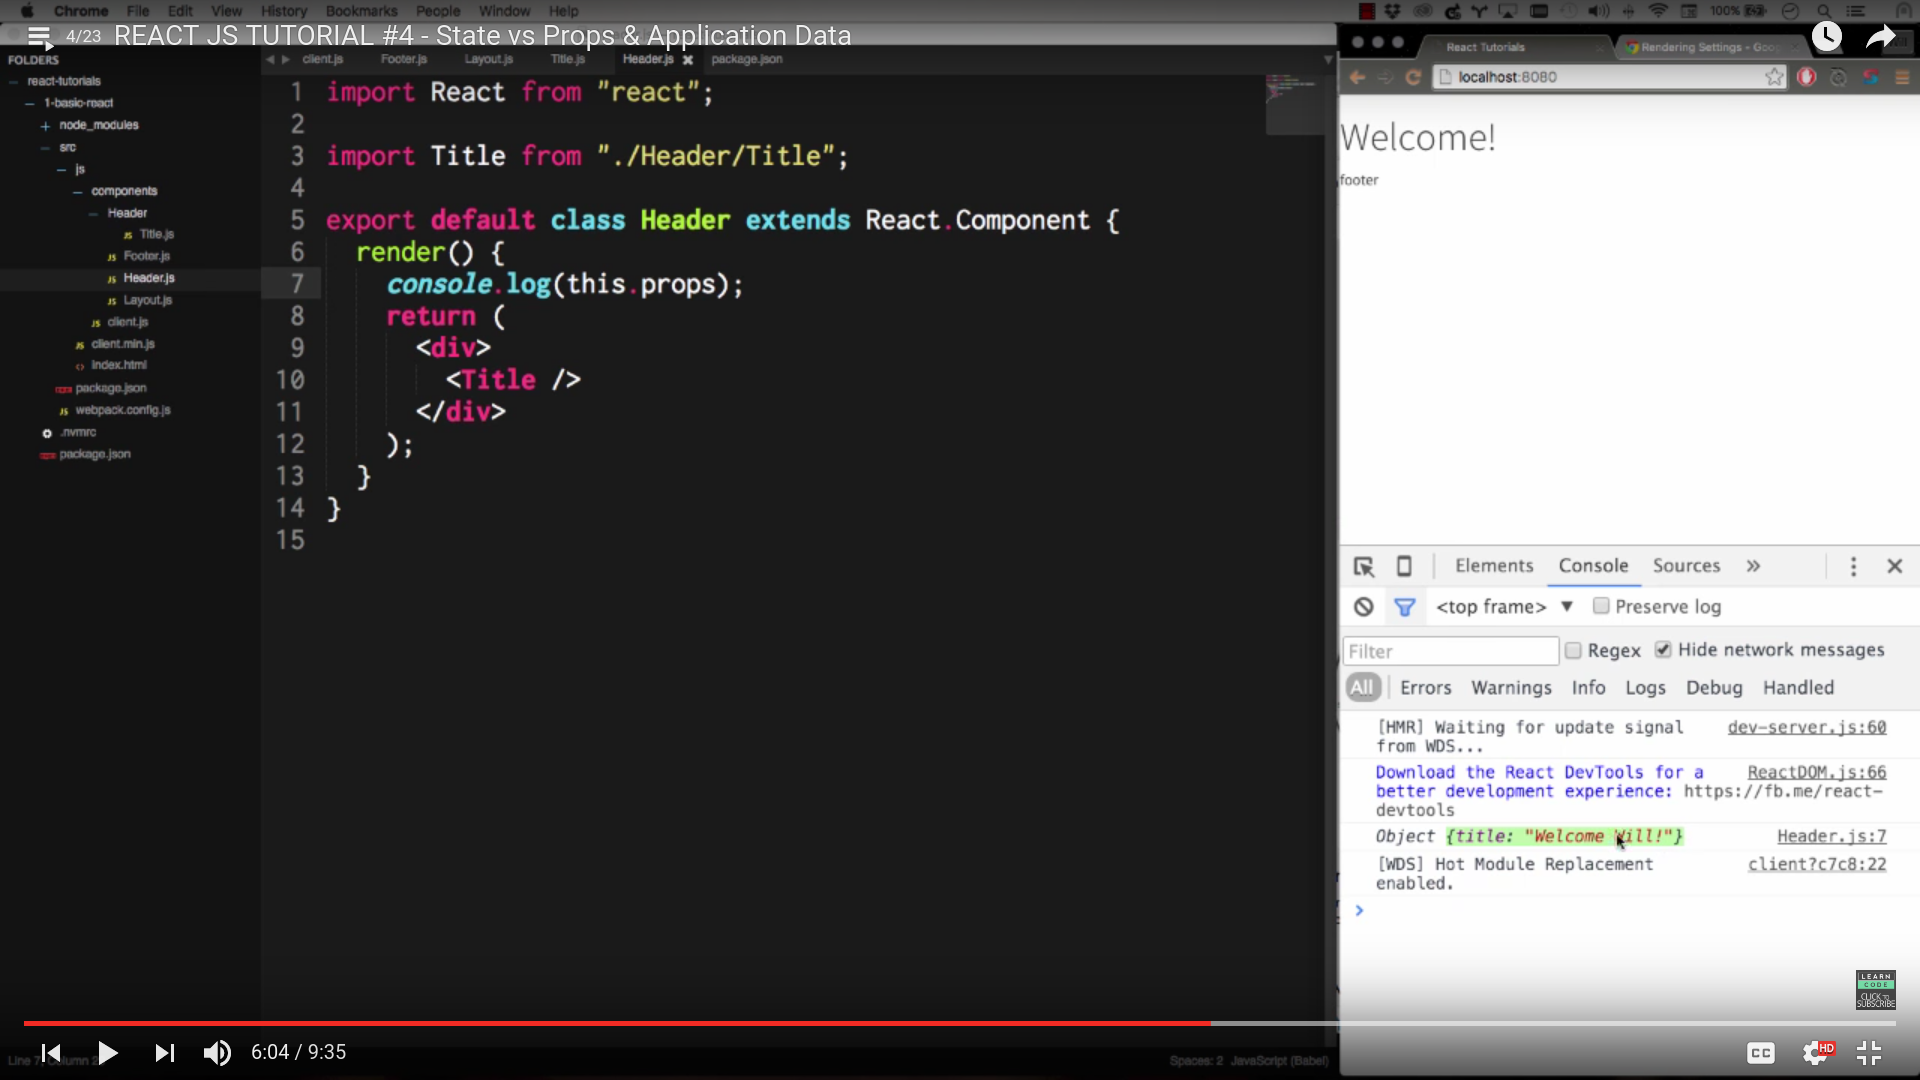 Chrome File Edit View History Bookmarks People Window Help
100%
4/23 REACT JS TUTORIAL #4 - State vs Props & Application Data
FOLDERS
react-tutorials
1-basic-react
node_modules
src
js
components
Header
Title.js
Footer.js
Header.js
Layout.js
client.js
client.min.js
index.html
package.json
webpack.config.js
.nvmrc
package.json
client.js Footer.js Layout.js Title.js Header.js package.json
1 import React from "react";
2
3 import Title from "./Header/Title";
4
5 export default class Header extends React.Component {
6 render() {
7 console.log(this.props);
8 return (
9 <div>
10 <Title />
11 </div>
12 );
13 }
14 }
15
React Tutorials Rendering Settings - Goo
localhost:8080
Welcome!
footer
Elements Console Sources »
<top frame> ▼ Preserve log
Filter Regex Hide network messages
All Errors Warnings Info Logs Debug Handled
[HMR] Waiting for update signal dev-server.js:60
from WDS...
Download the React DevTools for a ReactDOM.js:66
better development experience: https://fb.me/react-
devtools
Object {title: "Welcome Will!"} Header.js:7
[WDS] Hot Module Replacement client?c7c8:22
enabled.
LEARN
CODE
CLICK TO
SUBSCRIBE
6:04 / 9:35
CC HD
Spaces: 2 JavaScript (Babel)